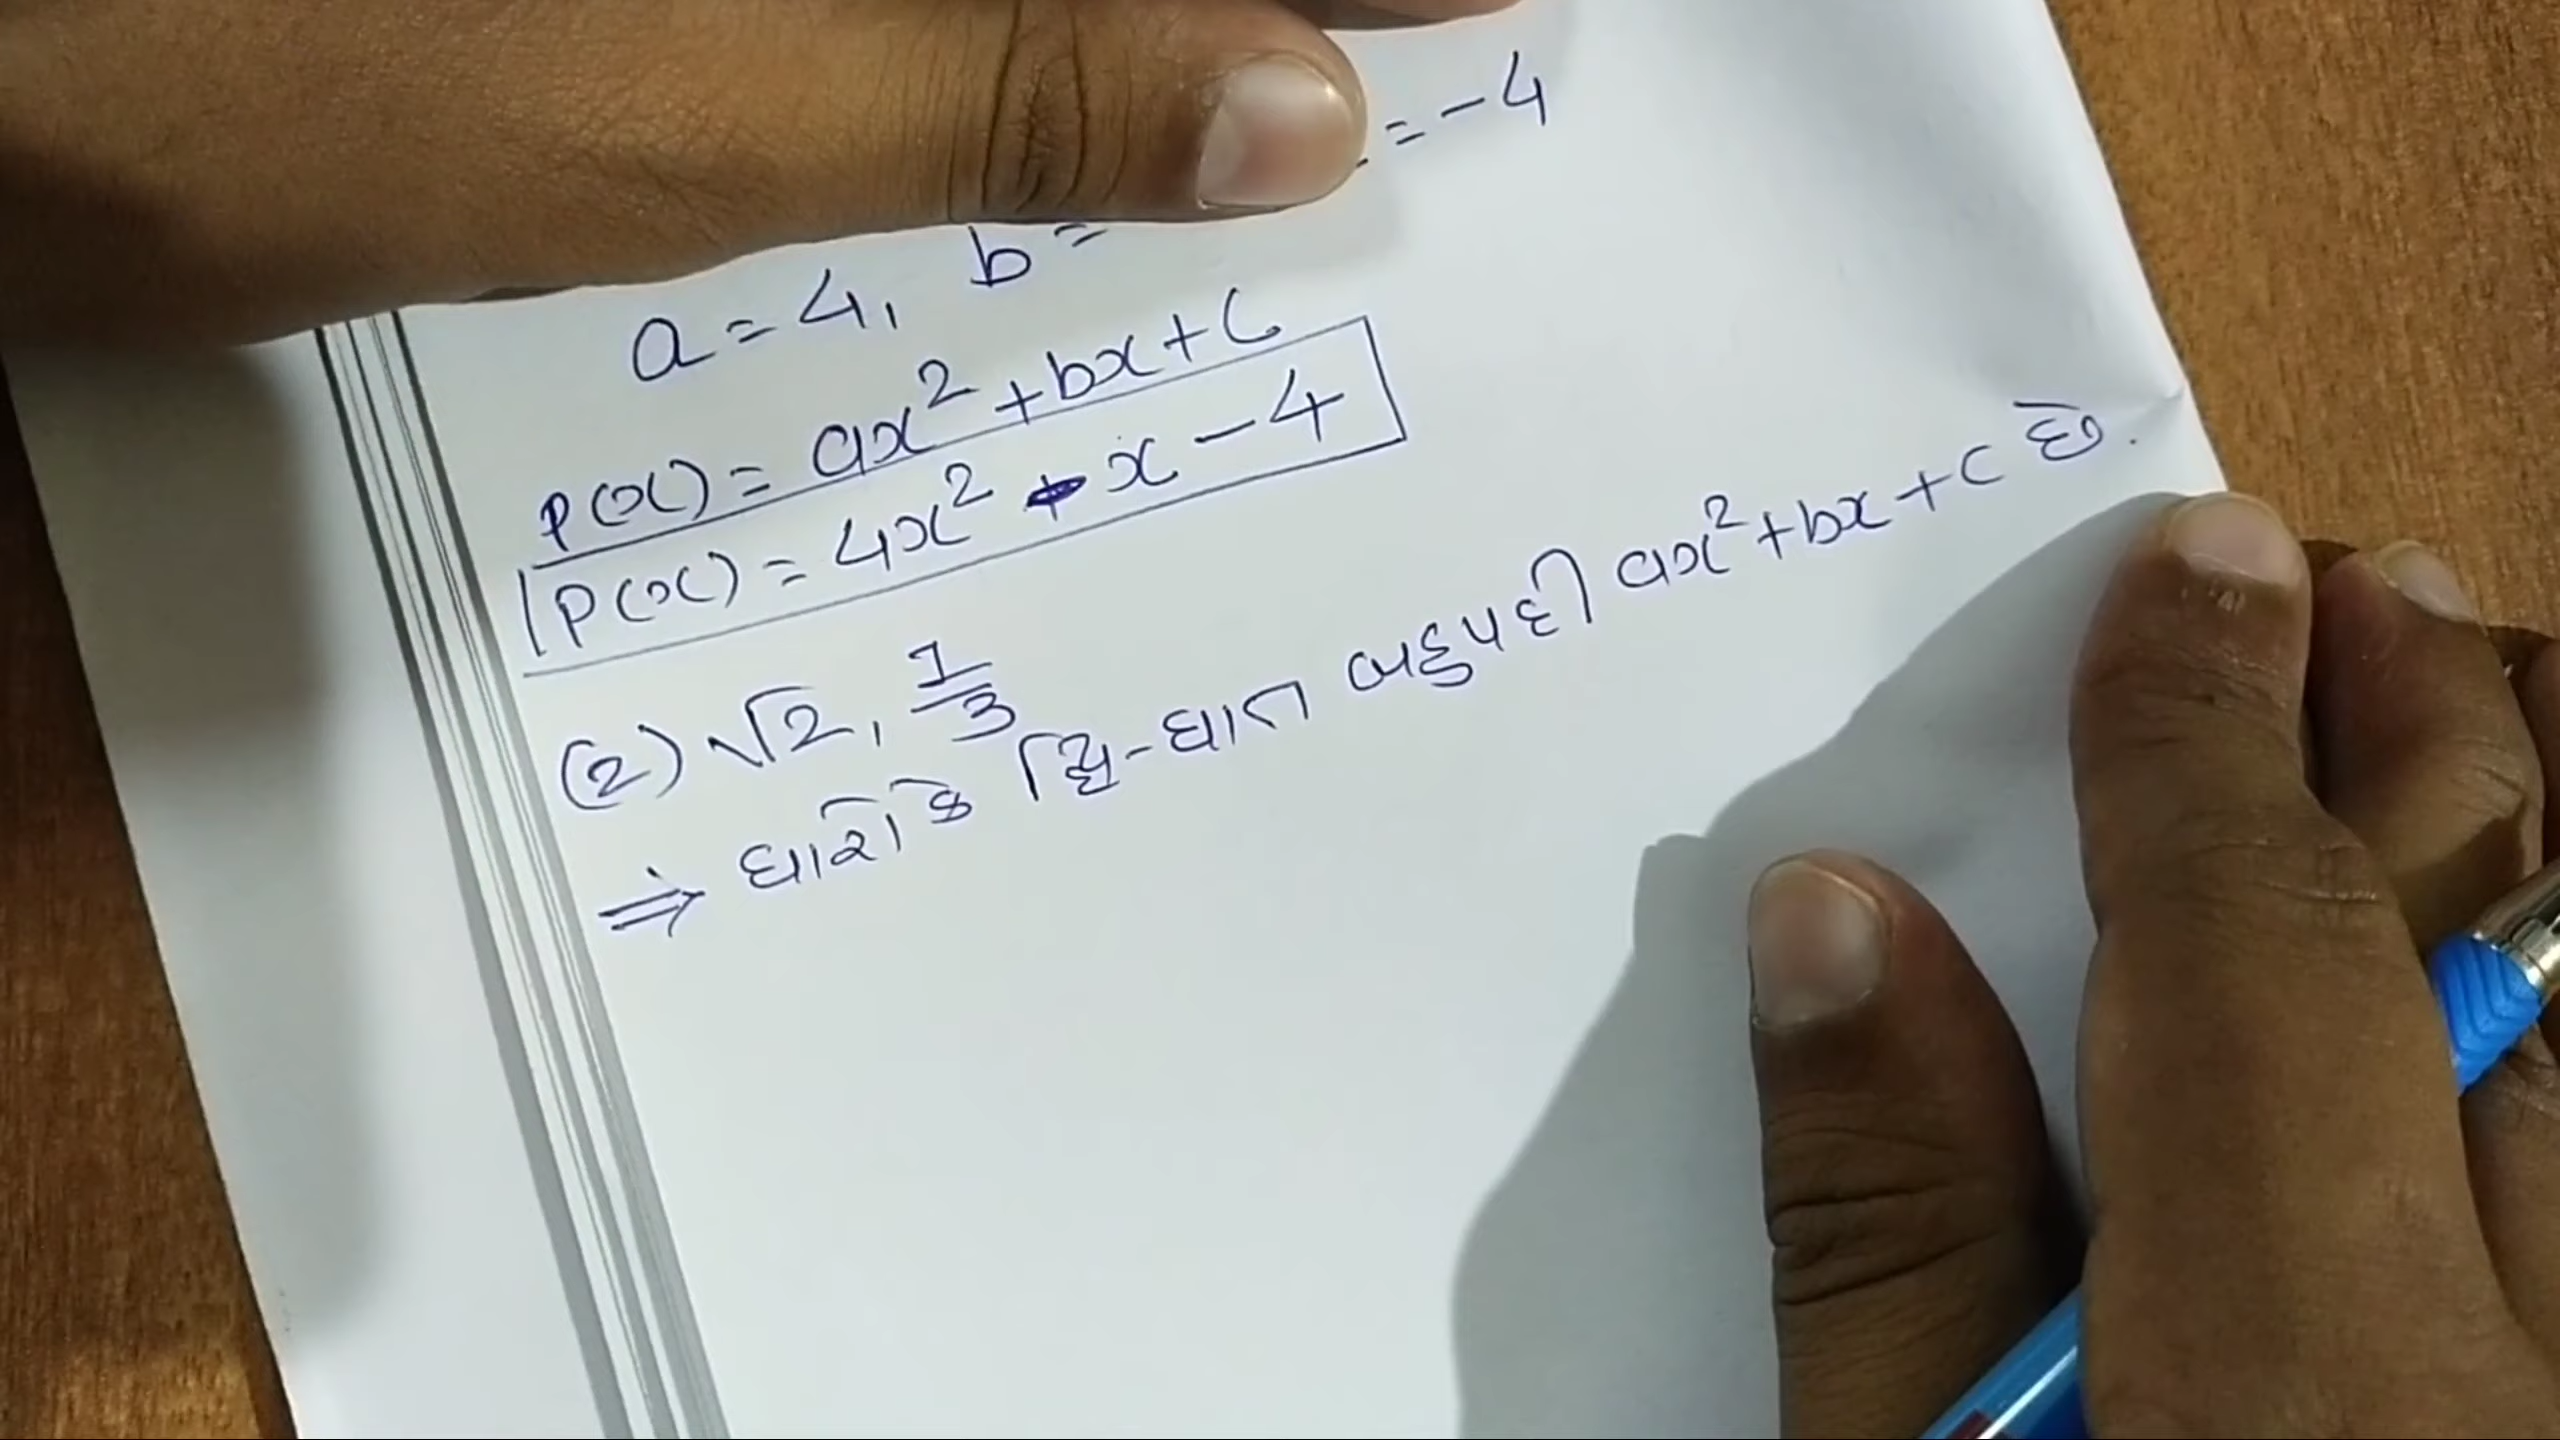 = -4
a = 4, b =
P(x) = ax² + bx + c
P(x) = 4x² - x - 4
(2) √2, 1/3
⇒ ધારો કે દ્વિ-ઘાત બહુપદી ax² + bx + c છે.